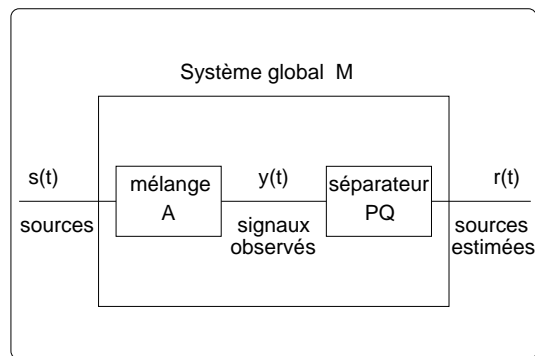 Système global M
s(t)
mélange
A
y(t)
séparateur
PQ
r(t)
sources
signaux
observés
sources
estimées